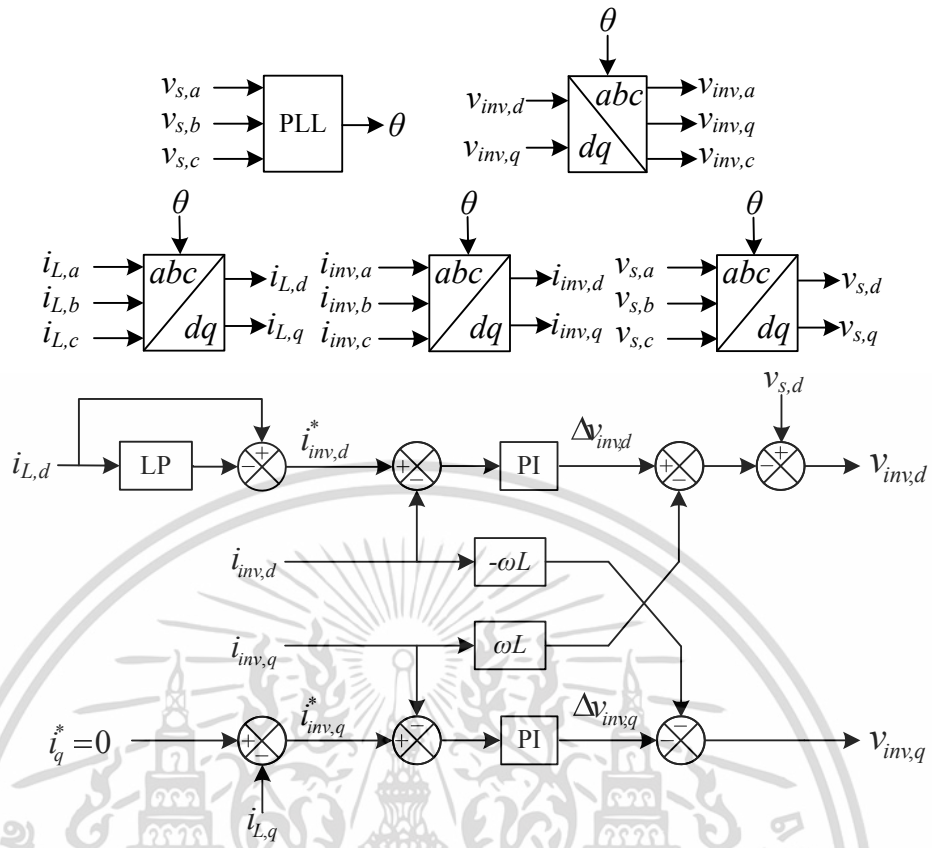 θ
v_{s,a}
v_{s,b}
v_{s,c}
PLL
θ
θ
v_{inv,d}
v_{inv,q}
abc
dq
v_{inv,a}
v_{inv,q}
v_{inv,c}
θ
i_{L,a}
i_{L,b}
i_{L,c}
abc
dq
i_{L,d}
i_{L,q}
θ
i_{inv,a}
i_{inv,b}
i_{inv,c}
abc
dq
i_{inv,d}
i_{inv,q}
θ
v_{s,a}
v_{s,b}
v_{s,c}
abc
dq
v_{s,d}
v_{s,q}
v_{s,d}
i_{L,d}
LP
− +
i^*_{inv,d}
+ −
PI
Δv_{inv,d}
+ −
− +
v_{inv,d}
i_{inv,d}
-ωL
i_{inv,q}
ωL
i^*_q = 0
+ −
i^*_{inv,q}
+ −
PI
Δv_{inv,q}
− −
v_{inv,q}
i_{L,q}